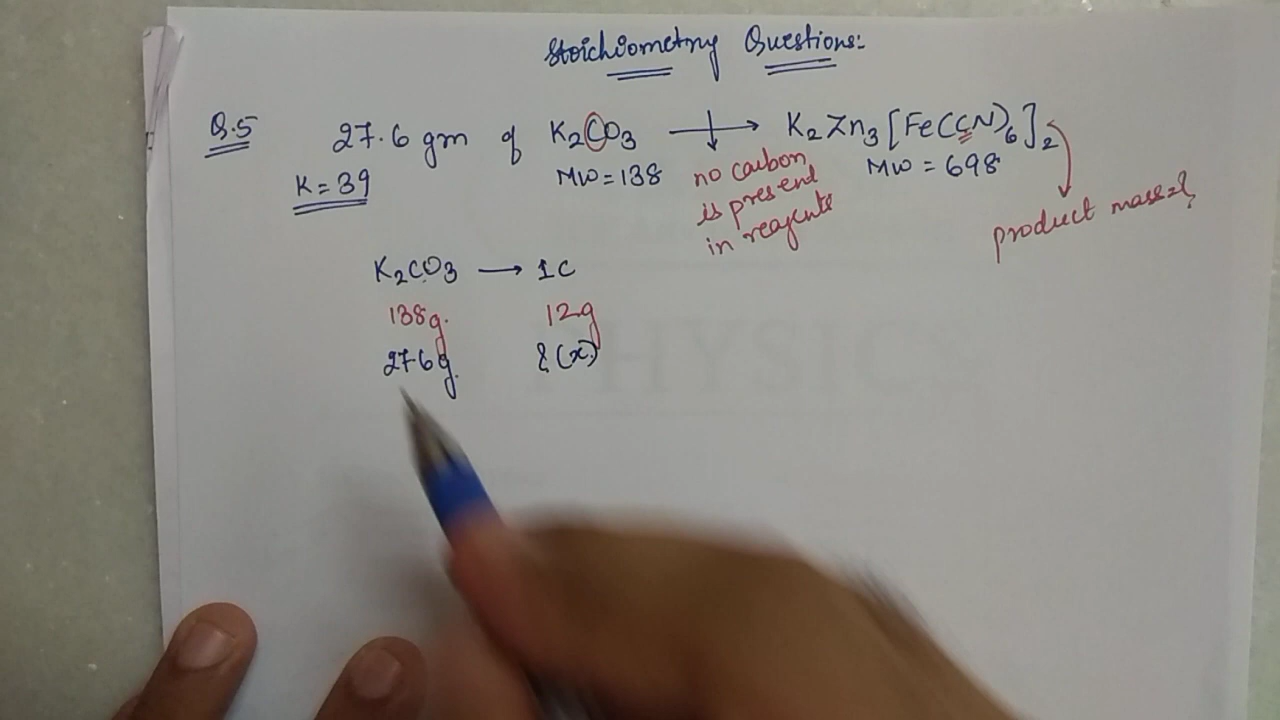 Stoichiometry Questions:
Q.5 27.6 gm of K2CO3 → K2Zn3[Fe(CN)6]2
K = 39 MW = 138 no carbon is present in reagents MW = 698 product mass=?
K2CO3 → 1C
138g. 12g
27.6g. ?(x)
PHYSICS